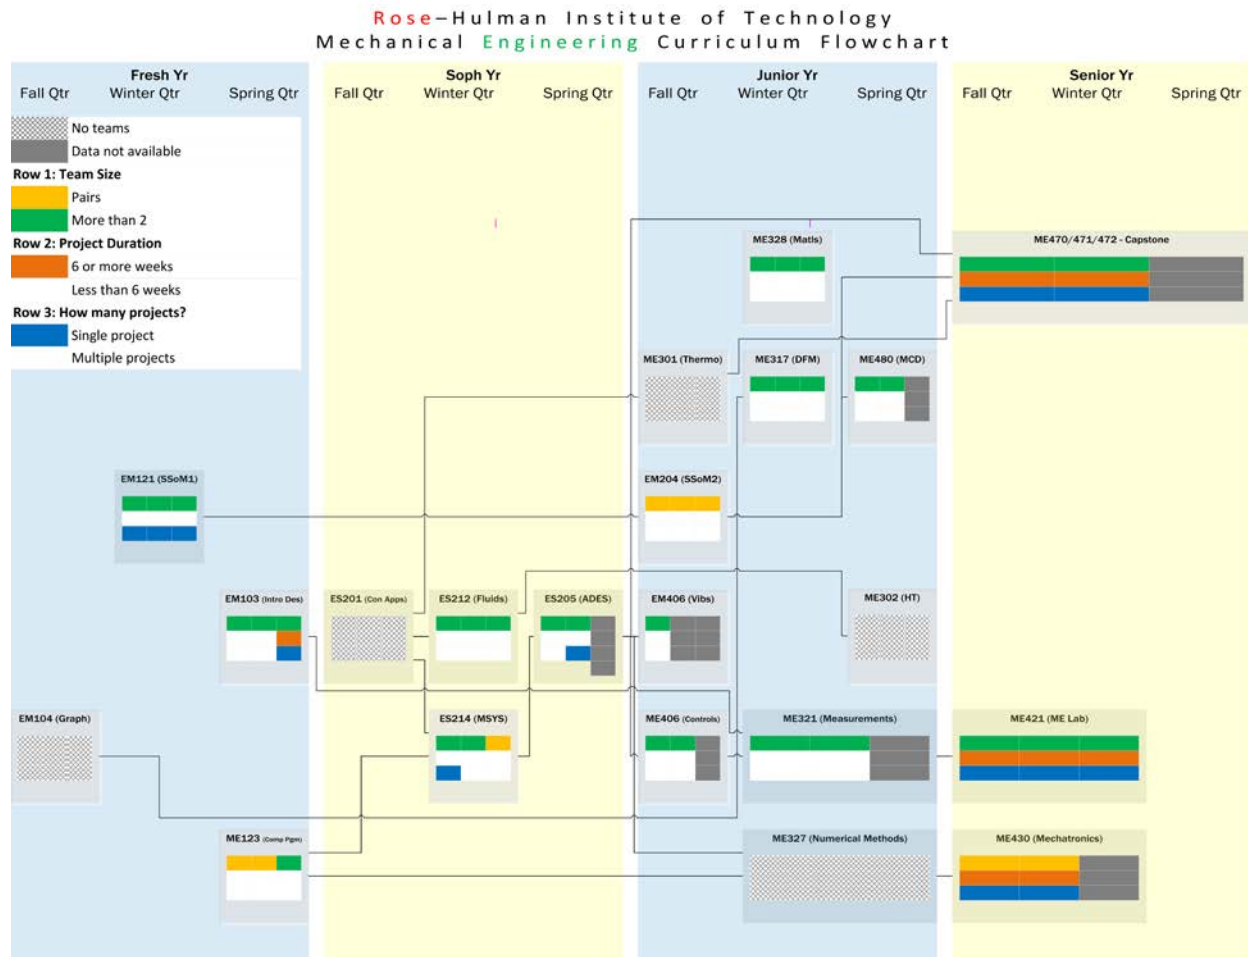 Rose-Hulman Institute of Technology
Mechanical Engineering Curriculum Flowchart
Fresh Yr
Fall Qtr Winter Qtr Spring Qtr
Soph Yr
Fall Qtr Winter Qtr Spring Qtr
Junior Yr
Fall Qtr Winter Qtr Spring Qtr
Senior Yr
Fall Qtr Winter Qtr Spring Qtr
No teams
Data not available
Row 1: Team Size
Pairs
More than 2
Row 2: Project Duration
6 or more weeks
Less than 6 weeks
Row 3: How many projects?
Single project
Multiple projects
ME328 (Matls)
ME470/471/472 - Capstone
ME301 (Thermo)
ME317 (DFM)
ME480 (MCD)
EM121 (SSoM1)
EM204 (SSoM2)
EM103 (Intro Des)
ES201 (Con Apps)
ES212 (Fluids)
ES205 (ADES)
EM406 (Vibs)
ME302 (HT)
EM104 (Graph)
ES214 (MSYS)
ME406 (Controls)
ME321 (Measurements)
ME421 (ME Lab)
ME123 (Comp Pgm)
ME327 (Numerical Methods)
ME430 (Mechatronics)